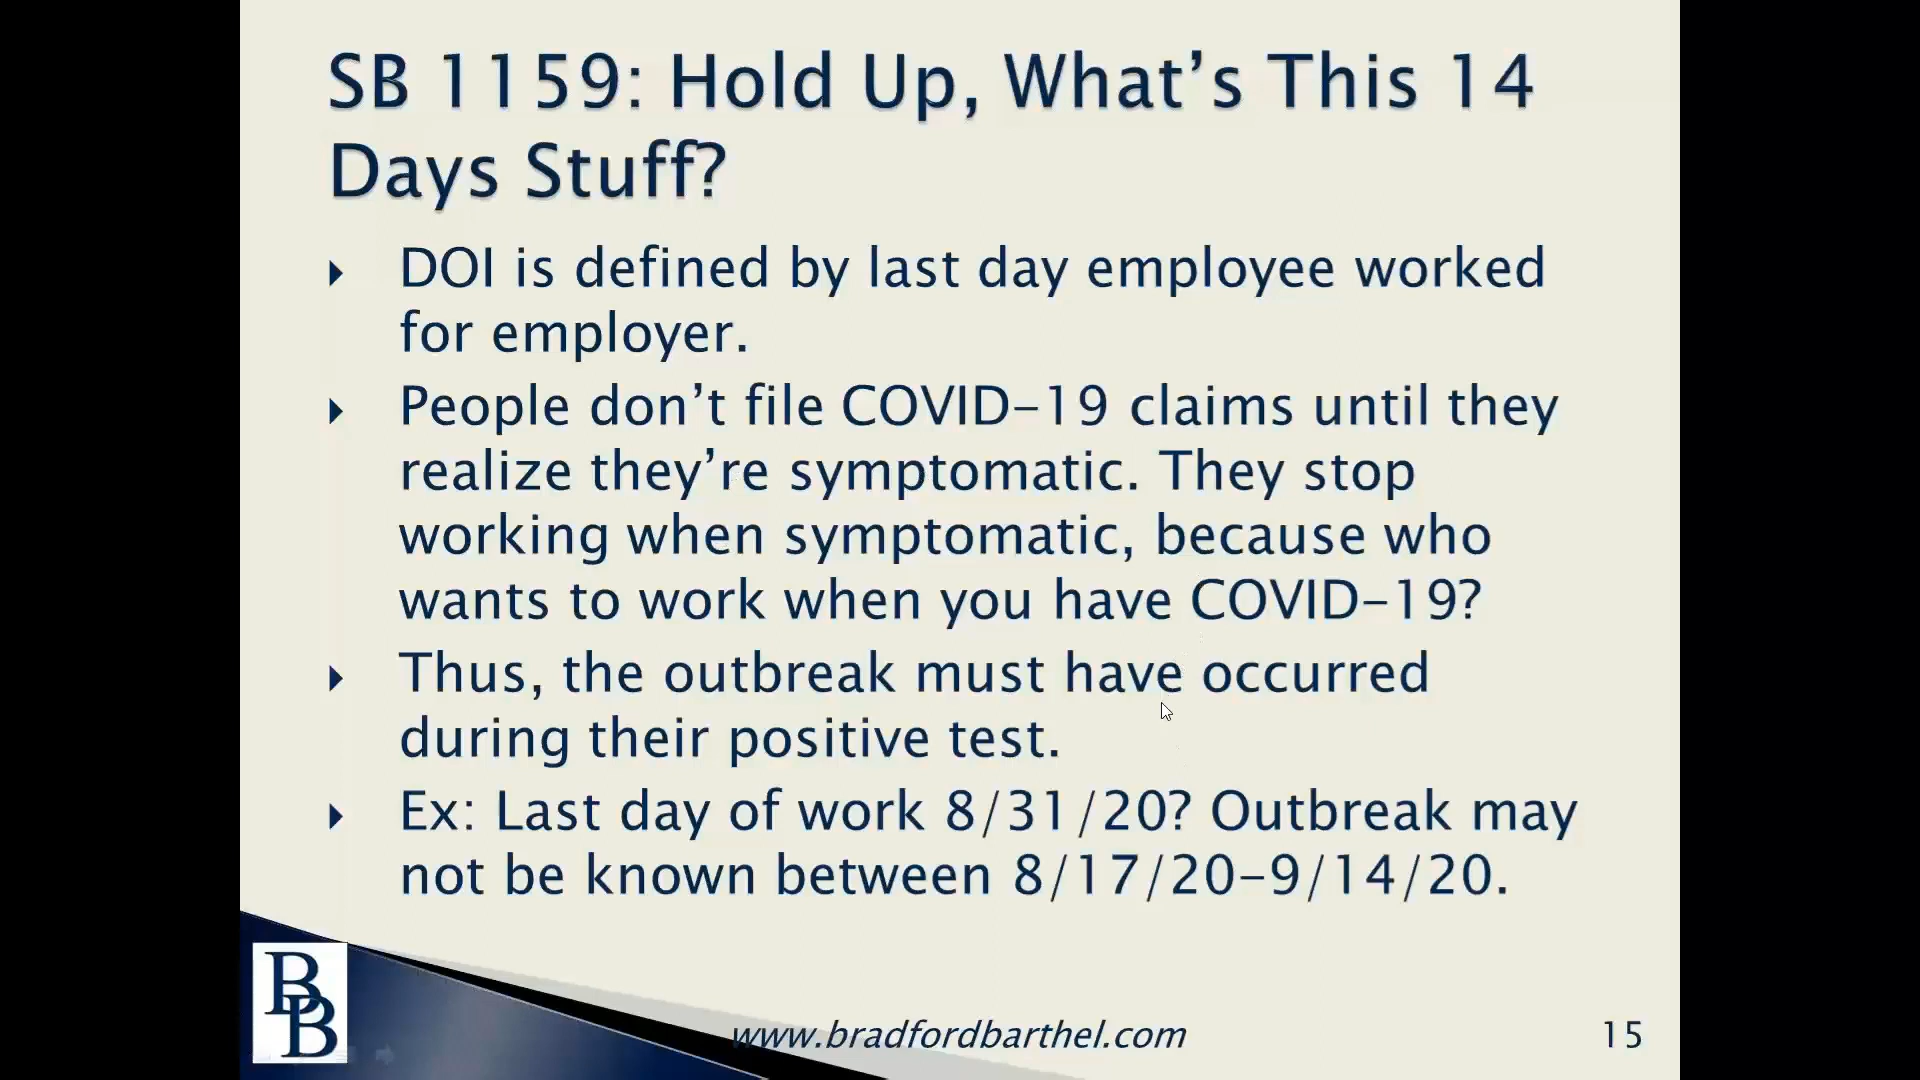 SB 1159: Hold Up, What’s This 14
Days Stuff?
DOI is defined by last day employee worked
for employer.
People don’t file COVID-19 claims until they
realize they’re symptomatic. They stop
working when symptomatic, because who
wants to work when you have COVID-19?
Thus, the outbreak must have occurred
during their positive test.
Ex: Last day of work 8/31/20? Outbreak may
not be known between 8/17/20-9/14/20.
BB
www.bradfordbarthel.com
15